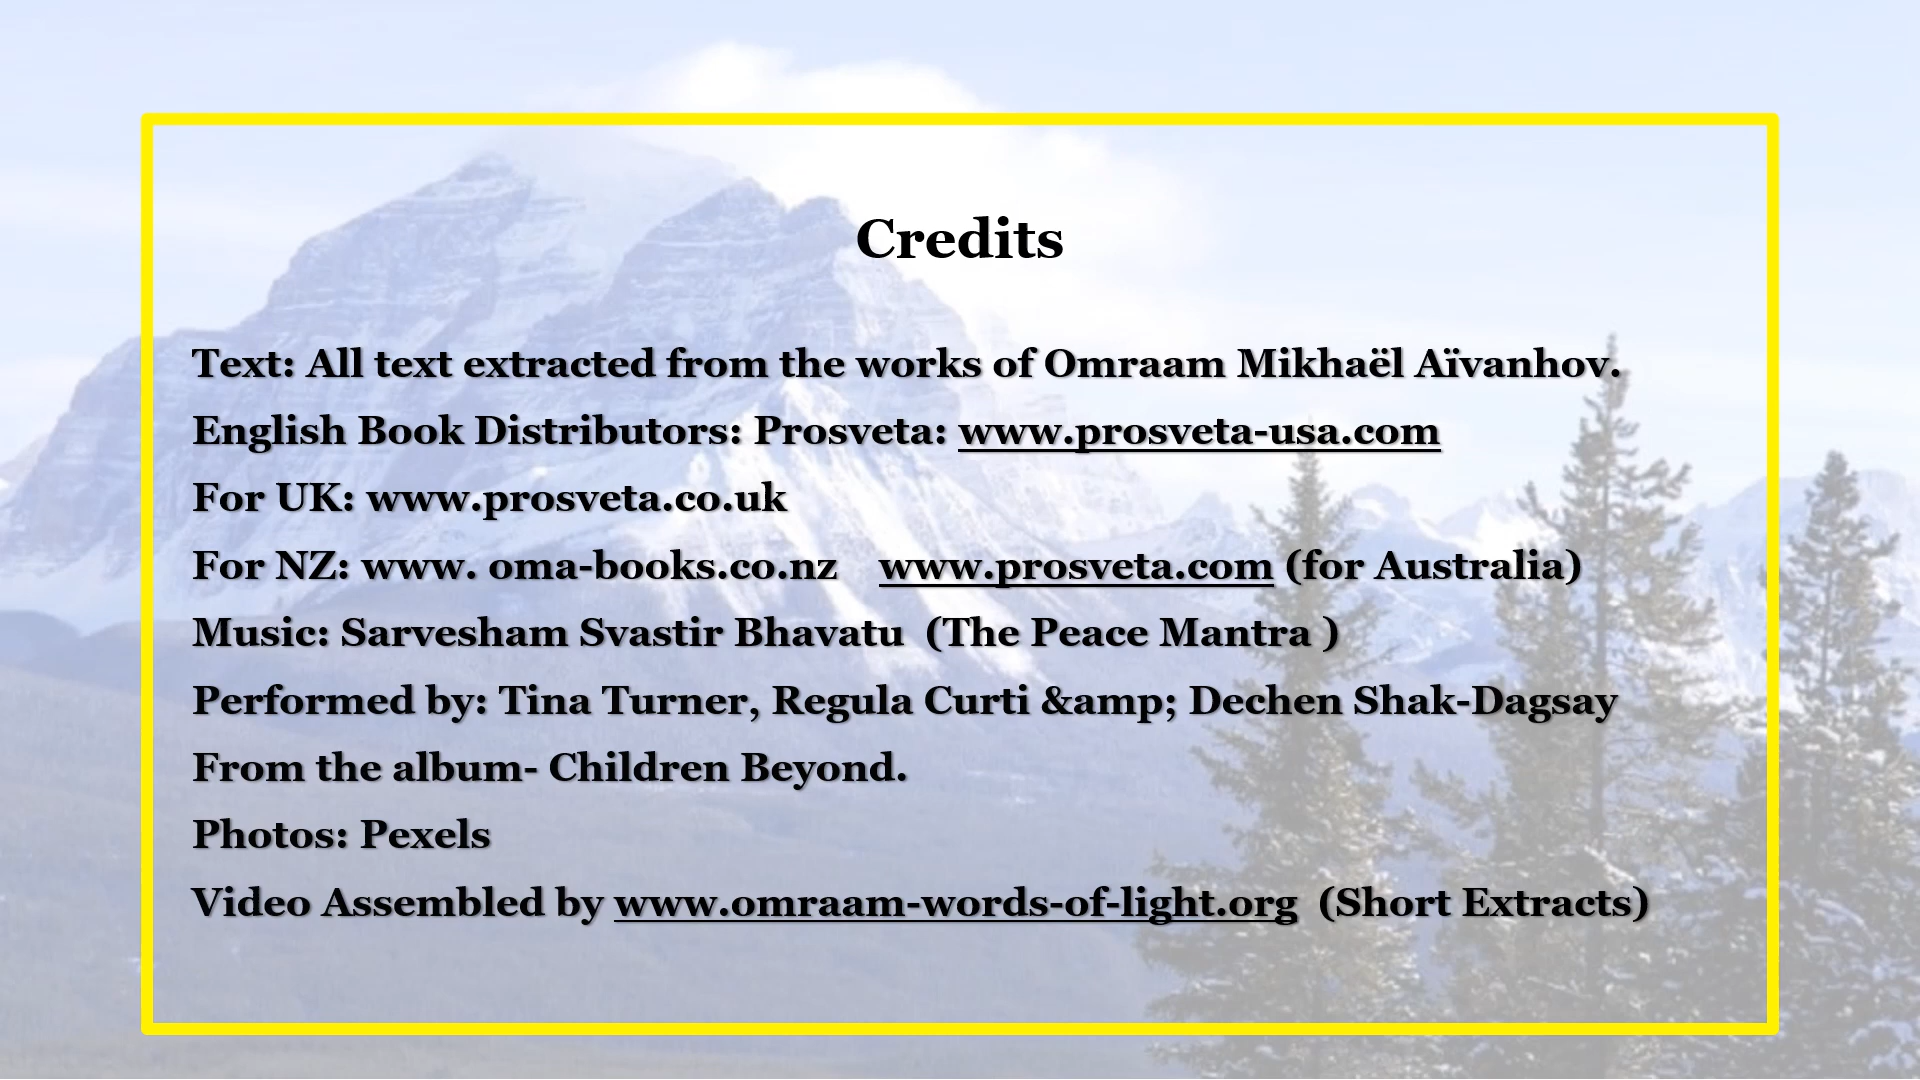 Credits
Text: All text extracted from the works of Omraam Mikhaël Aïvanhov.
English Book Distributors: Prosveta: www.prosveta-usa.com
For UK: www.prosveta.co.uk
For NZ: www. oma-books.co.nz    www.prosveta.com (for Australia)
Music: Sarvesham Svastir Bhavatu  (The Peace Mantra )
Performed by: Tina Turner, Regula Curti &amp; Dechen Shak-Dagsay
From the album- Children Beyond.
Photos: Pexels
Video Assembled by www.omraam-words-of-light.org  (Short Extracts)